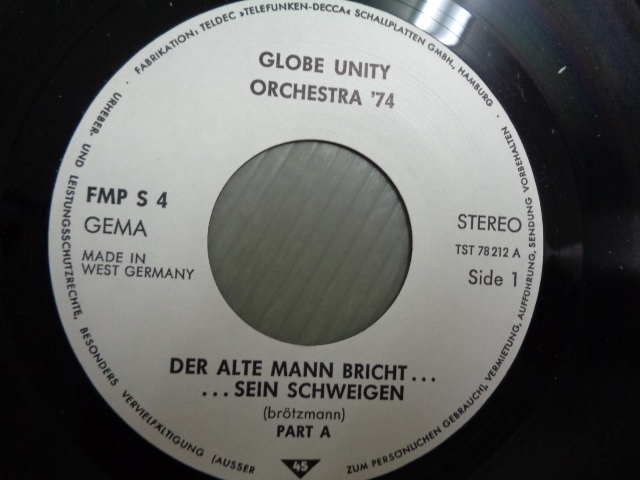 GLOBE UNITY
ORCHESTRA '74
FMP S 4
GEMA
MADE IN
WEST GERMANY
STEREO
TST 78 212 A
Side 1
DER ALTE MANN BRICHT...
...SEIN SCHWEIGEN
(brötzmann)
PART A
45
· FABRIKATION: TELDEC »TELEFUNKEN-DECCA« SCHALLPLATTEN GMBH., HAMBURG · URHEBER- UND LEISTUNGSSCHUTZRECHTE, BESONDERS VERVIELFÄLTIGUNG (AUSSER ZUM PERSÖNLICHEN GEBRAUCH), VERMIETUNG, AUFFÜHRUNG, SENDUNG VORBEHALTEN